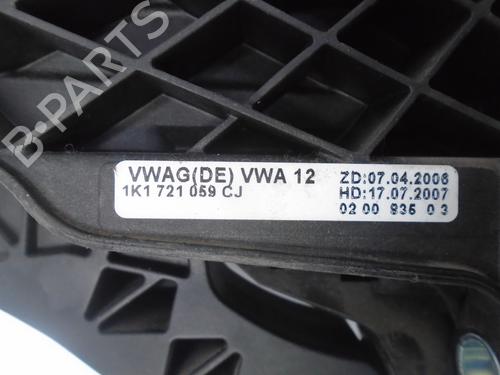 B-PARTS
VWAG(DE) VWA 12
1K1 721 059 CJ
ZD:07.04.2006
HD:17.07.2007
02 00 835 0 3